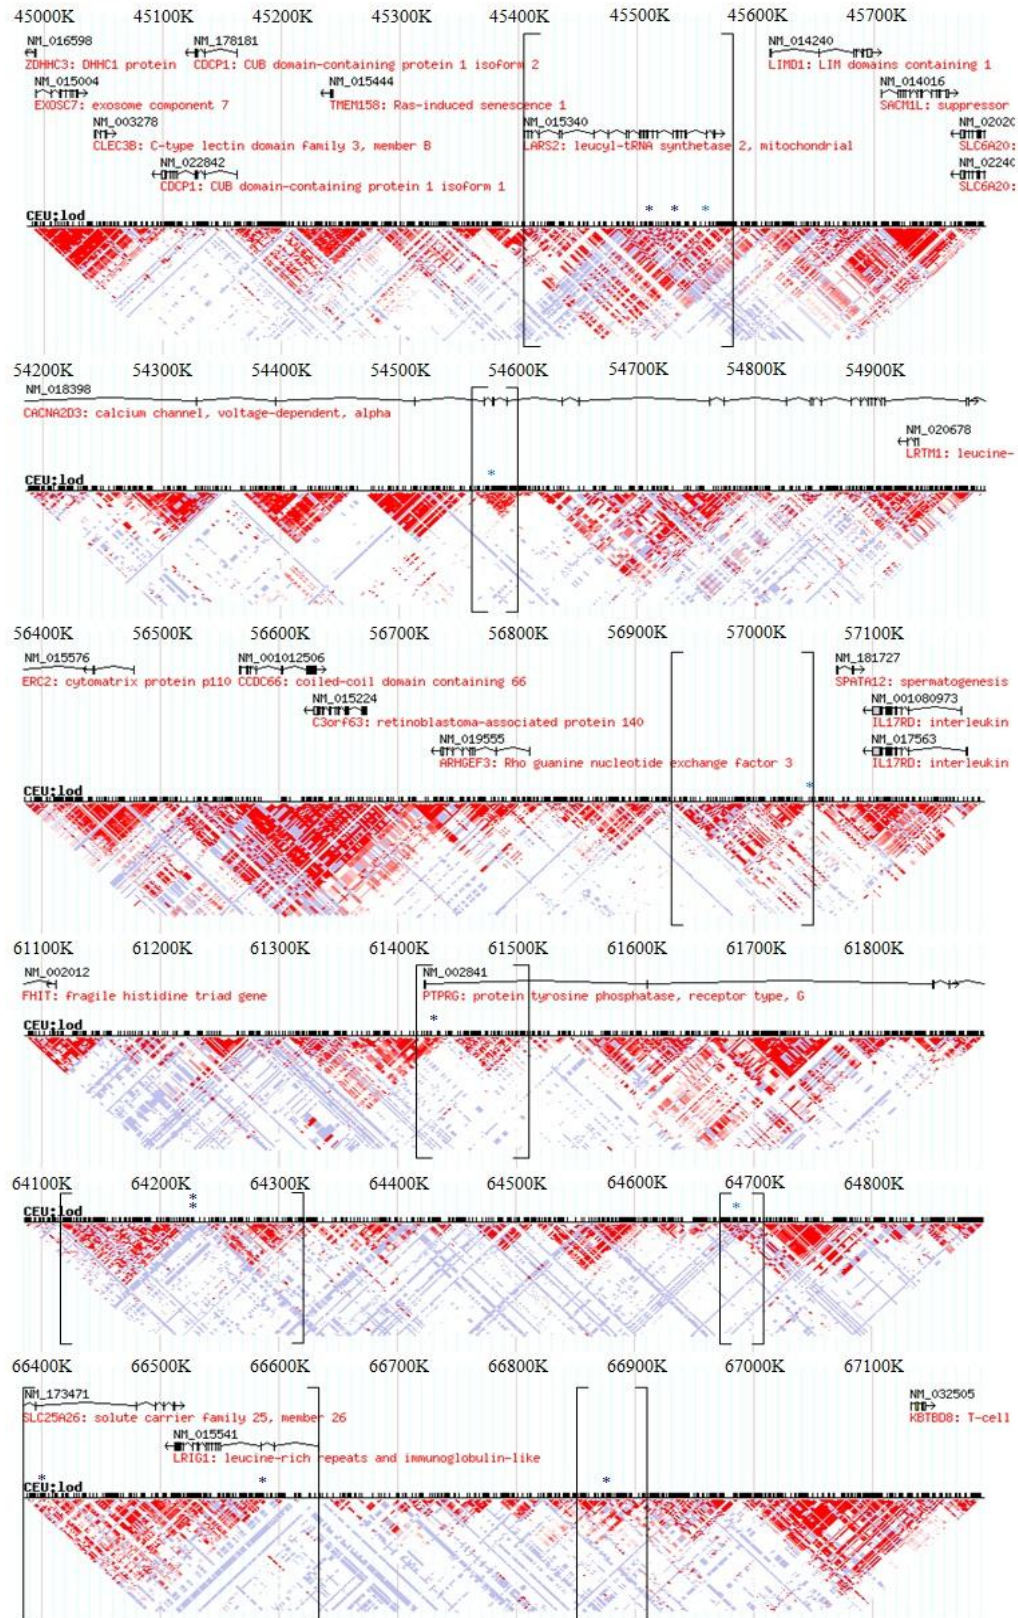 45000K 45100K 45200K 45300K 45400K 45500K 45600K 45700K
NM_016598 NM_178181 NM_014240
ZDHHC3: DHHC1 protein CDCP1: CUB domain-containing protein 1 isoform 2 LIMD1: LIM domains containing 1
NM_015004 NM_015444 NM_014016
EXOSC7: exosome component 7 TMEM158: Ras-induced senescence 1 SACM1L: suppressor
NM_003278 NM_015340 NM_0202
CLEC3B: C-type lectin domain family 3, member B LARS2: leucyl-tRNA synthetase 2, mitochondrial SLC6A20:
NM_022842 NM_0224
CDCP1: CUB domain-containing protein 1 isoform 1 SLC6A20:
* * *
CEU:lod
54200K 54300K 54400K 54500K 54600K 54700K 54800K 54900K
NM_018398
CACNA2D3: calcium channel, voltage-dependent, alpha
NM_020678
LRTM1: leucine-
*
CEU:lod
56400K 56500K 56600K 56700K 56800K 56900K 57000K 57100K
NM_015576 NM_001012506 NM_181727
ERC2: cytomatrix protein p110 CCDC66: coiled-coil domain containing 66 SPATA12: spermatogenesis
NM_015224 NM_001080973
C3orf63: retinoblastoma-associated protein 140 IL17RD: interleukin
NM_019555 NM_017563
ARHGEF3: Rho guanine nucleotide exchange factor 3 IL17RD: interleukin
*
CEU:lod
61100K 61200K 61300K 61400K 61500K 61600K 61700K 61800K
NM_002012 NM_002841
FHIT: fragile histidine triad gene PTPRG: protein tyrosine phosphatase, receptor type, G
*
CEU:lod
64100K 64200K 64300K 64400K 64500K 64600K 64700K 64800K
*
CEU:lod * *
66400K 66500K 66600K 66700K 66800K 66900K 67000K 67100K
NM_173471 NM_032505
SLC25A26: solute carrier family 25, member 26 KBTBD8: T-cell
NM_015541
LRIG1: leucine-rich repeats and immunoglobulin-like
* * *
CEU:lod